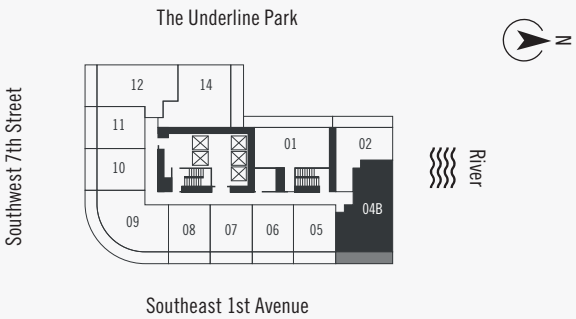 The Underline Park
N
Southwest 7th Street
12
14
11
01
02
10
River
04B
09
08
07
06
05
Southeast 1st Avenue